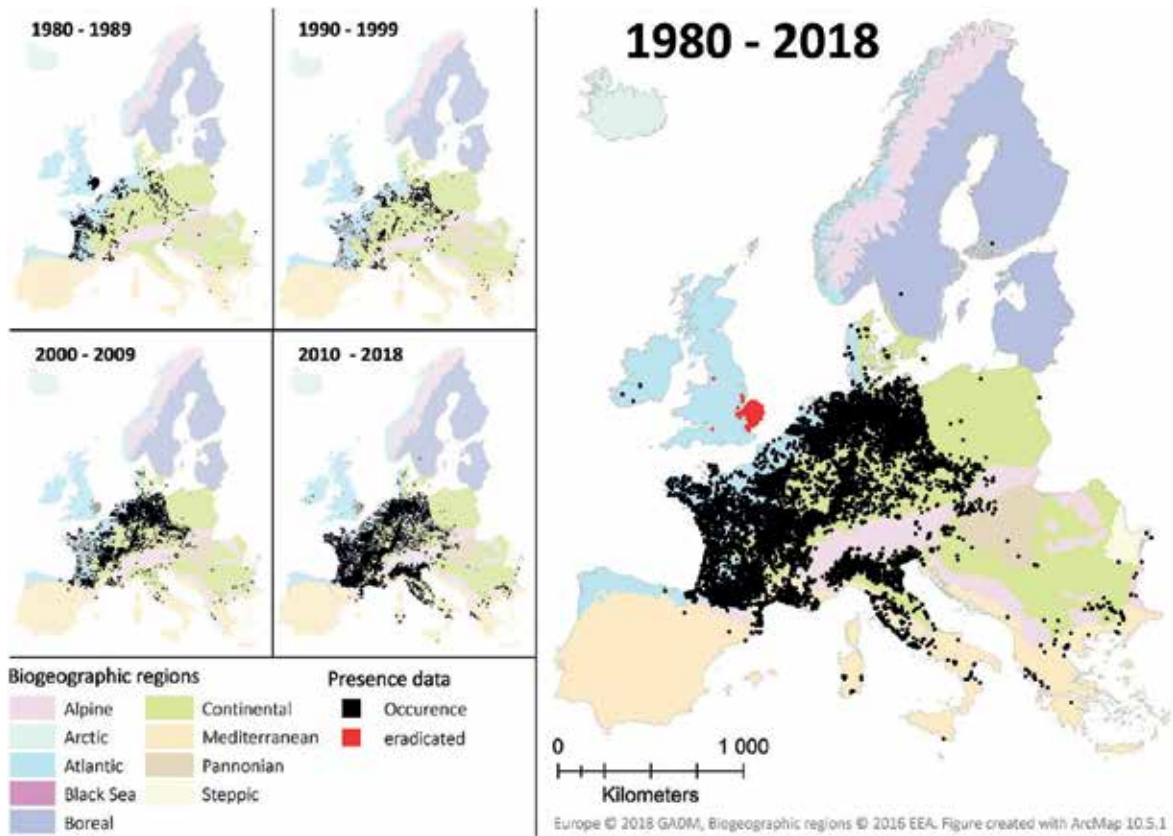 1980 - 1989
1990 - 1999
2000 - 2009
2010 - 2018
1980 - 2018
Biogeographic regions
Alpine
Arctic
Atlantic
Black Sea
Boreal
Continental
Mediterranean
Pannonian
Steppic
Presence data
Occurence
eradicated
0 1 000
Kilometers
Europe © 2018 GADM, Biogeographic regions © 2016 EEA. Figure created with ArcMap 10.5.1